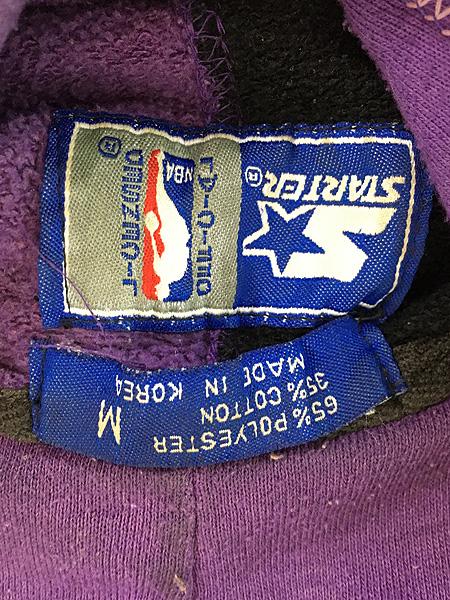 STARTER®
NBA
®
65% POLYESTER
35% COTTON
MADE IN KOREA
M